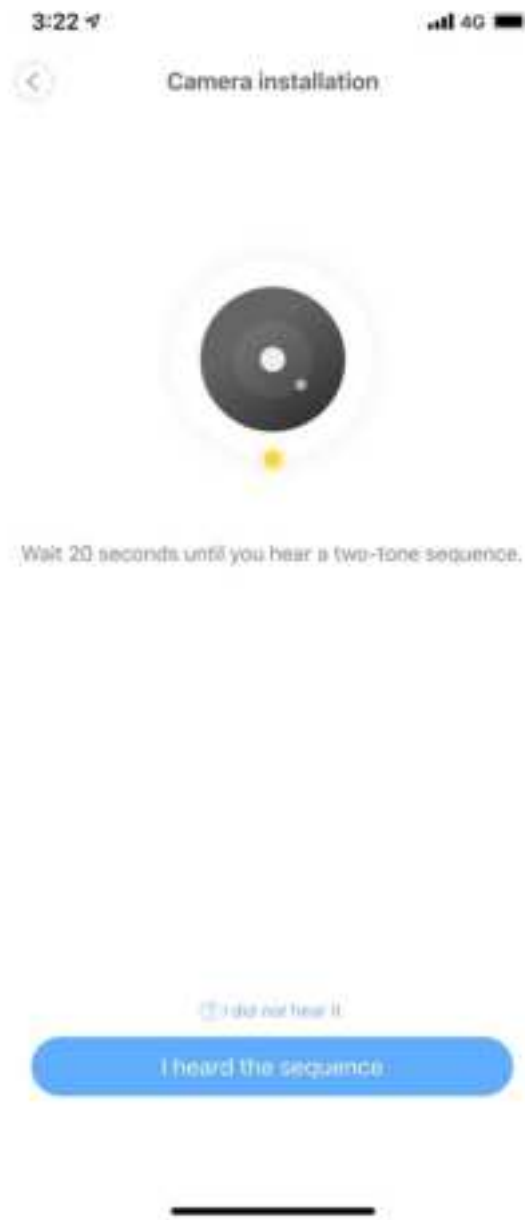 3:22
4G
Camera installation
Wait 20 seconds until you hear a two-tone sequence.
I did not hear it
I heard the sequence